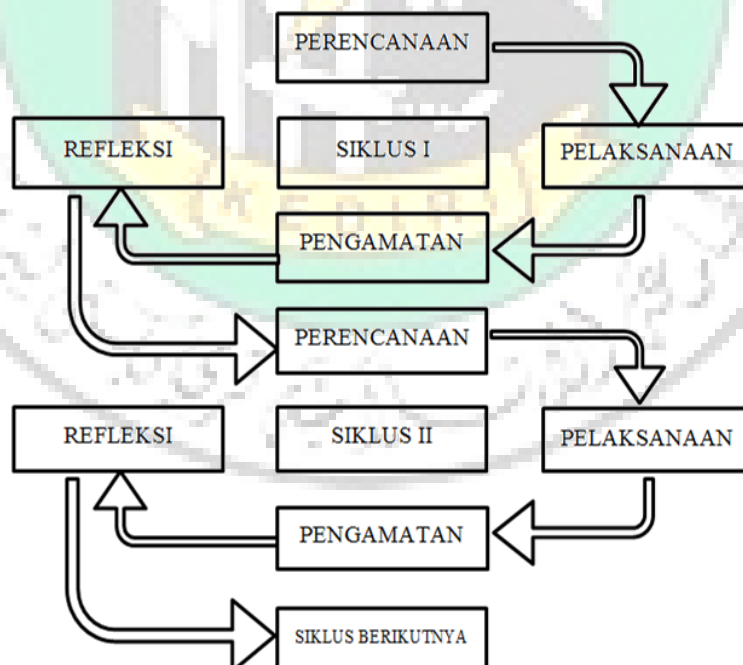 PERENCANAAN
REFLEKSI
SIKLUS I
PELAKSANAAN
PENGAMATAN
PERENCANAAN
REFLEKSI
SIKLUS II
PELAKSANAAN
PENGAMATAN
SIKLUS BERIKUTNYA